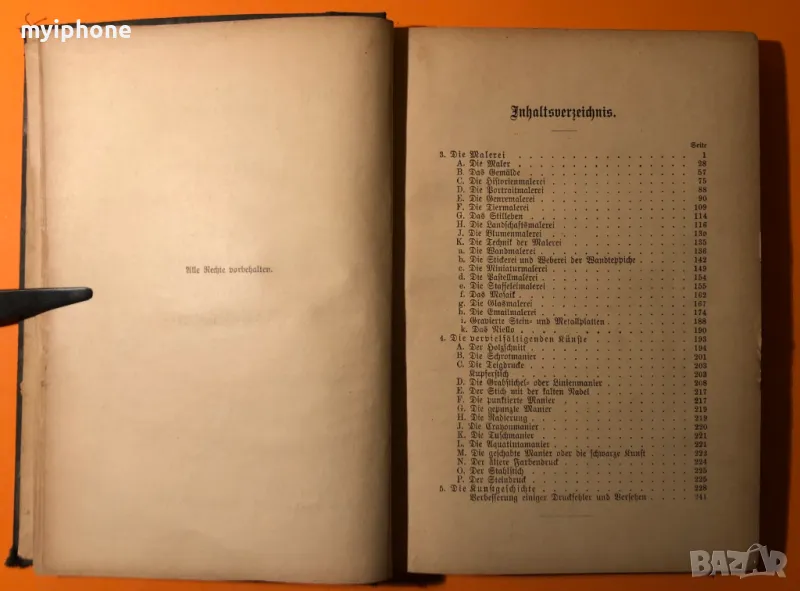 myiphone
Alle Rechte vorbehalten.
Inhaltsverzeichnis.
Seite
3. Die Malerei . . . 1
A. Die Maler . . . 28
B. Das Gemälde . . . 57
C. Die Historienmalerei . . . 75
D. Die Portraitmalerei . . . 88
E. Die Genremalerei . . . 90
F. Die Tiermalerei . . . 109
G. Das Stilleben . . . 114
H. Die Landschaftsmalerei . . . 116
J. Die Blumenmalerei . . . 130
K. Die Technik der Malerei . . . 135
a. Die Wandmalerei . . . 136
b. Die Stickerei und Weberei der Wandteppiche . . . 142
c. Die Miniaturmalerei . . . 149
d. Die Pastellmalerei . . . 154
e. Die Staffeleimalerei . . . 155
f. Das Mosaik . . . 162
g. Die Glasmalerei . . . 167
h. Die Emailmalerei . . . 174
i. Gravierte Stein- und Metallplatten . . . 188
k. Das Niello . . . 190
4. Die vervielfältigenden Künste . . . 193
A. Der Holzschnitt . . . 194
B. Die Schrotmanier . . . 201
C. Die Teigdrucke . . . 203
Kupferstich . . . 203
D. Die Grabstichel- oder Linienmanier . . . 208
E. Der Stich mit der kalten Nadel . . . 217
F. Die punktierte Manier . . . 217
G. Die gepunzte Manier . . . 219
H. Die Radierung . . . 219
J. Die Crayonmanier . . . 220
K. Die Tuschmanier . . . 221
L. Die Aquatintamanier . . . 221
M. Die geschabte Manier oder die schwarze Kunst . . . 222
N. Der ältere Farbendruck . . . 224
O. Der Stahlstich . . . 225
P. Der Steindruck . . . 225
5. Die Kunstgeschichte . . . 228
Verbesserung einiger Druckfehler und Versehen . . . 241
BAZAR
bg